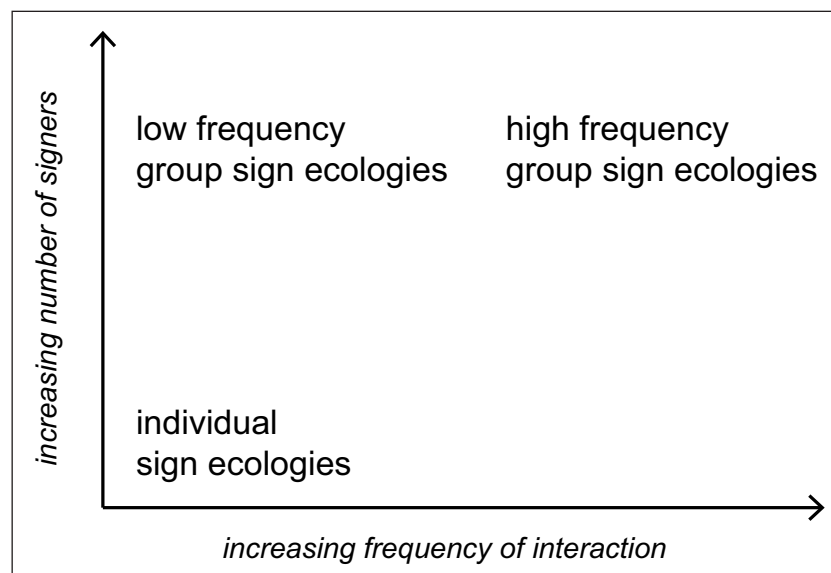 increasing number of signers
low frequency
group sign ecologies
high frequency
group sign ecologies
individual
sign ecologies
increasing frequency of interaction